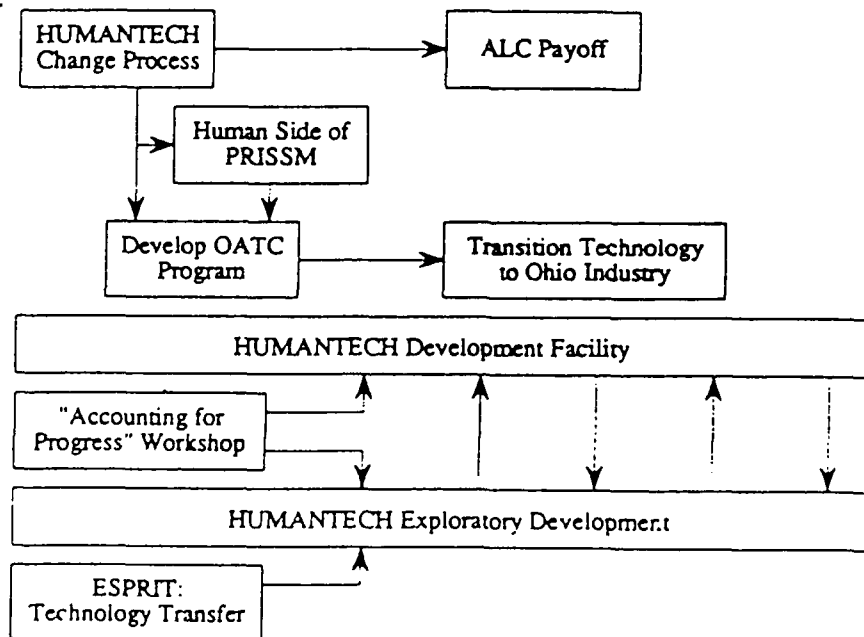 HUMANTECH
Change Process
ALC Payoff
Human Side of
PRISSM
Develop OATC
Program
Transition Technology
to Ohio Industry
HUMANTECH Development Facility
"Accounting for
Progress" Workshop
HUMANTECH Exploratory Development
ESPRIT:
Technology Transfer